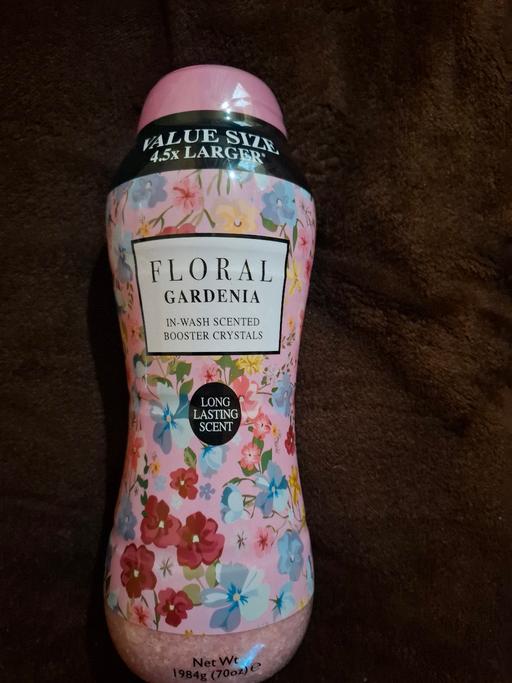 VALUE SIZE
4.5x LARGER*
FLORAL
GARDENIA
IN-WASH SCENTED
BOOSTER CRYSTALS
LONG
LASTING
SCENT
Net Wt
1984g (70oz) e